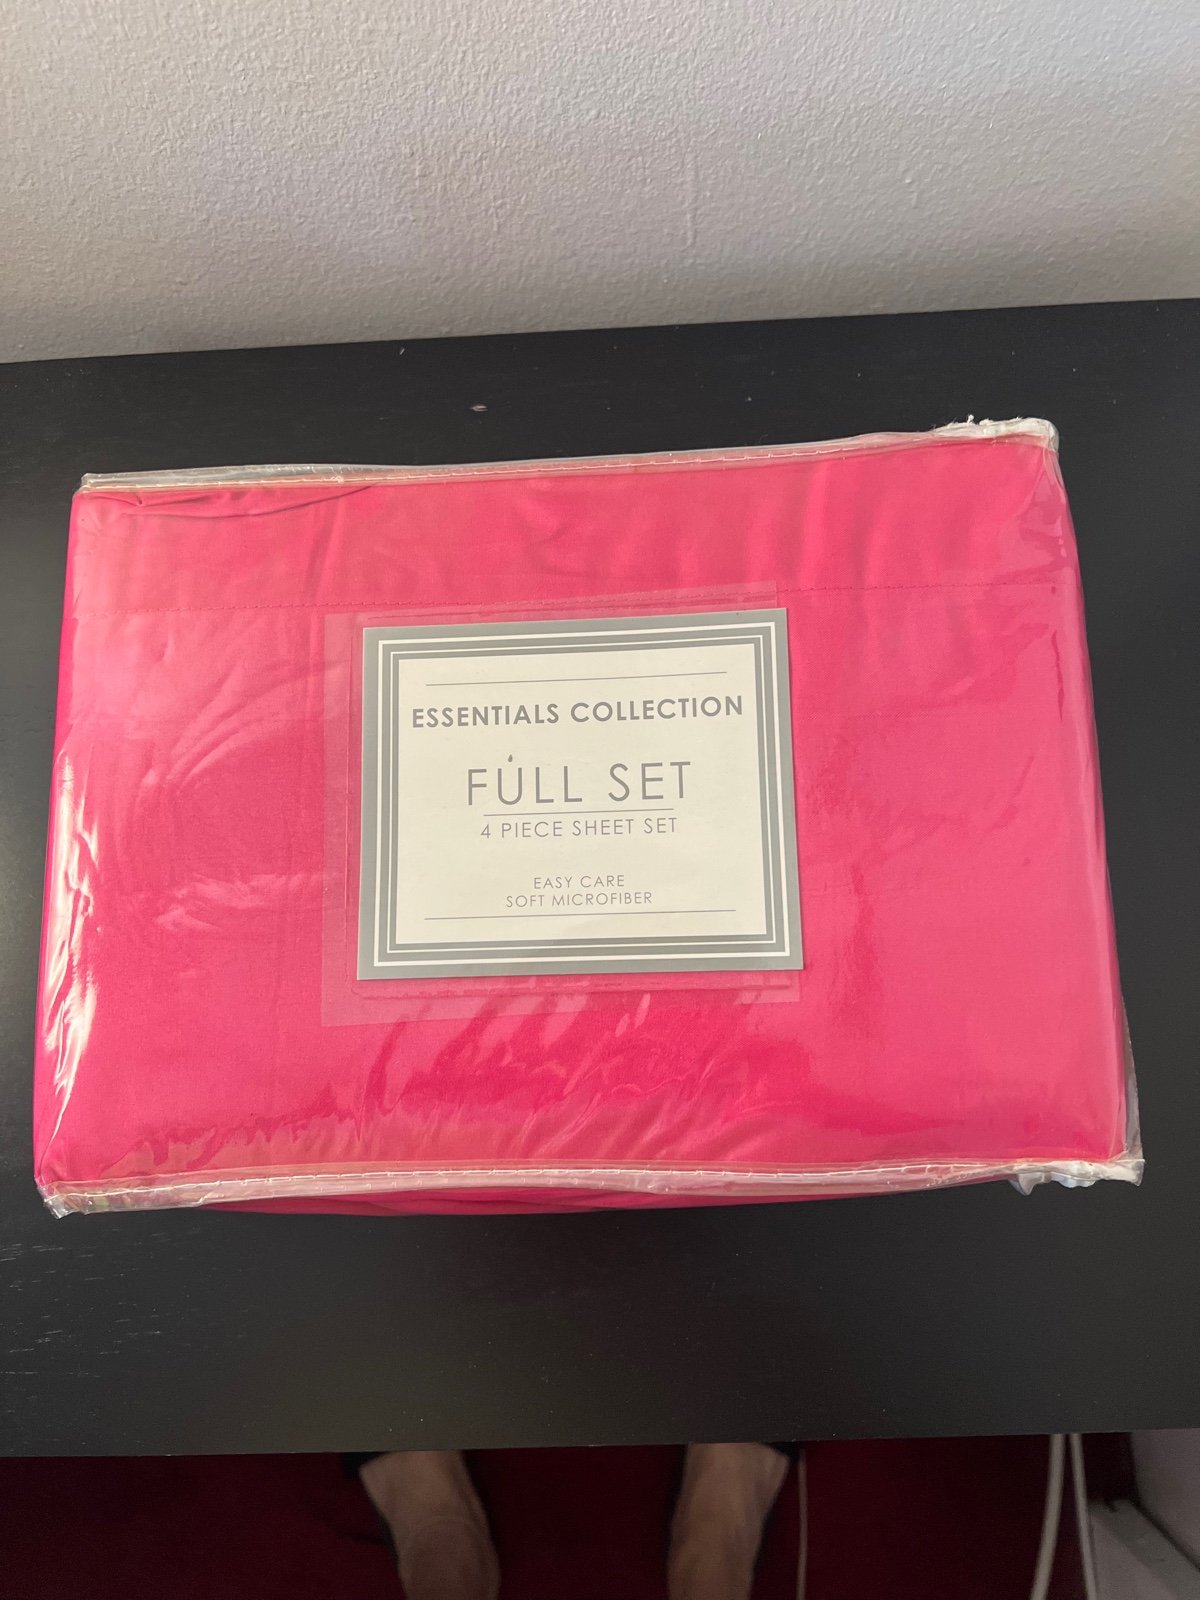 ESSENTIALS COLLECTION
FULL SET
4 PIECE SHEET SET
EASY CARE
SOFT MICROFIBER